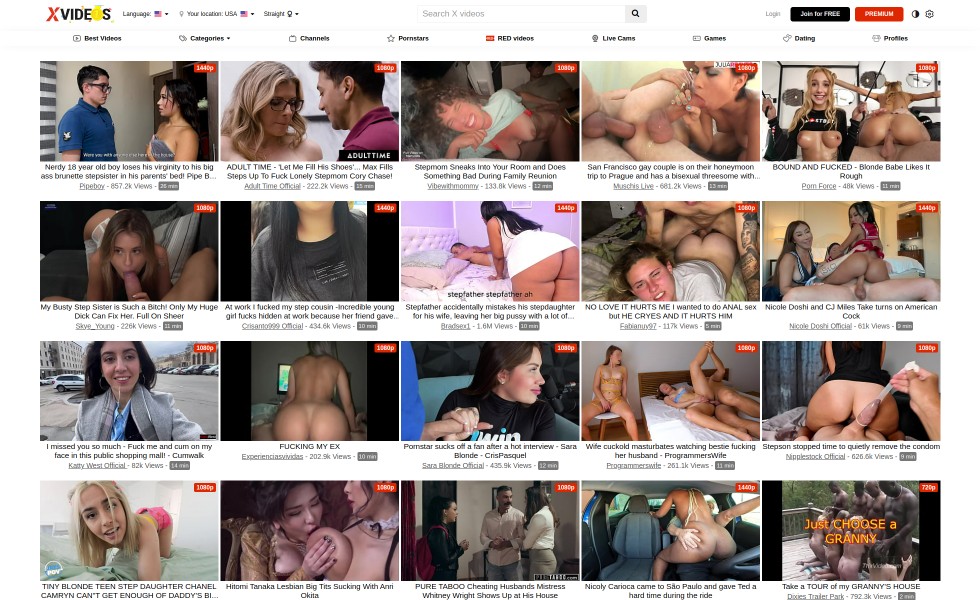 XVIDEOS
Language:
Your location: USA
Straight
Search X videos
Login
Join for FREE
PREMIUM
Best Videos
Categories
Channels
Pornstars
RED videos
Live Cams
Games
Dating
Profiles
1440p
1080p
1080p
1080p
1080p
ADULTTIME
Nerdy 18 year old boy loses his virginity to his big
ass brunette stepsister in his parents' bed! Pipe B...
Pipeboy - 857.2k Views - 26 min
ADULT TIME - 'Let Me Fill His Shoes'... Max Fills
Steps Up To Fuck Lonely Stepmom Cory Chase!
Adult Time Official - 222.2k Views - 15 min
Stepmom Sneaks Into Your Room and Does
Something Bad During Family Reunion
Vibewithmommy - 133.8k Views - 12 min
San Francisco gay couple is on their honeymoon
trip to Prague and has a bisexual threesome with...
Muschis Live - 681.2k Views - 13 min
BOUND AND FUCKED - Blonde Babe Likes It
Rough
Porn Force - 48k Views - 11 min
1080p
1440p
1440p
1080p
1440p
stepfather stepfather ah
My Busty Step Sister is Such a Bitch! Only My Huge
Dick Can Fix Her. Full On Sheer
Skye_Young - 226k Views - 11 min
At work I fucked my step cousin -Incredible young
girl fucks hidden at work because her friend gave...
Crisanto999 Official - 434.6k Views - 10 min
Stepfather accidentally mistakes his stepdaughter
for his wife, leaving her big pussy with a lot of...
Bradsex1 - 1.6M Views - 10 min
NO LOVE IT HURTS ME I wanted to do ANAL sex
but HE CRYES AND IT HURTS HIM
Fabianuy97 - 117k Views - 5 min
Nicole Doshi and CJ Miles Take turns on American
Cock
Nicole Doshi Official - 61k Views - 9 min
1080p
1080p
1080p
1080p
1080p
I missed you so much - Fuck me and cum on my
face in this public shopping mall! - Cumwalk
Katty West Official - 82k Views - 14 min
FUCKING MY EX
Experienciasvividas - 202.9k Views - 10 min
Pornstar sucks off a fan after a hot interview - Sara
Blonde - CrisPasquel
Sara Blonde Official - 435.9k Views - 12 min
Wife cuckold masturbates watching bestie fucking
her husband - ProgrammersWife
Programmerswife - 261.1k Views - 11 min
Stepson stopped time to quietly remove the condom
Nipplestock Official - 626.6k Views - 9 min
1080p
1080p
1080p
1440p
720p
POV
Just CHOOSE a
GRANNY
TINY BLONDE TEEN STEP DAUGHTER CHANEL
CAMRYN CAN"T GET ENOUGH OF DADDY'S BI...
Hitomi Tanaka Lesbian Big Tits Sucking With Anri
Okita
PURE TABOO Cheating Husbands Mistress
Whitney Wright Shows Up at His House
Nicoly Carioca came to São Paulo and gave Ted a
hard time during the ride
Take a TOUR of my GRANNY'S HOUSE
Dixies Trailer Park - 792.3k Views - 2 min